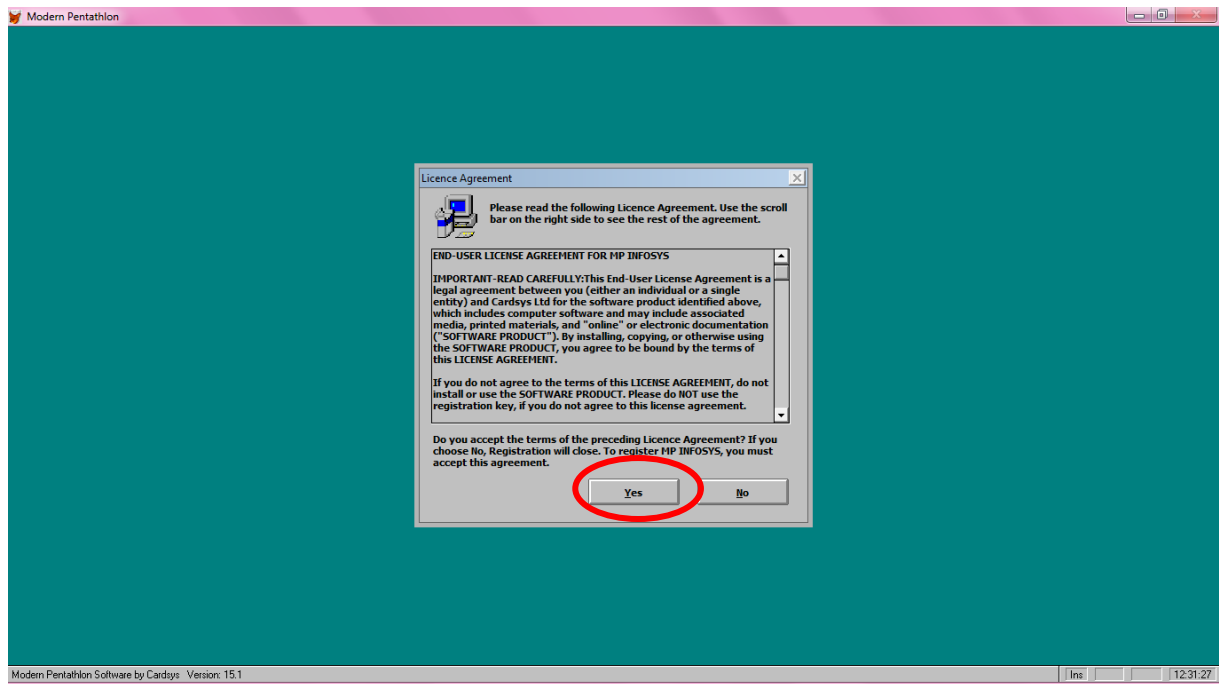 Modern Pentathlon
Licence Agreement
Please read the following Licence Agreement. Use the scroll
bar on the right side to see the rest of the agreement.
END-USER LICENSE AGREEMENT FOR MP INFOSYS
IMPORTANT-READ CAREFULLY:This End-User License Agreement is a
legal agreement between you (either an individual or a single
entity) and Cardsys Ltd for the software product identified above,
which includes computer software and may include associated
media, printed materials, and "online" or electronic documentation
("SOFTWARE PRODUCT"). By installing, copying, or otherwise using
the SOFTWARE PRODUCT, you agree to be bound by the terms of
this LICENSE AGREEMENT.
If you do not agree to the terms of this LICENSE AGREEMENT, do not
install or use the SOFTWARE PRODUCT. Please do NOT use the
registration key, if you do not agree to this license agreement.
Do you accept the terms of the preceding Licence Agreement? If you
choose No, Registration will close. To register MP INFOSYS, you must
accept this agreement.
Yes No
Modern Pentathlon Software by Cardsys Version: 15.1 Ins 12:31:27